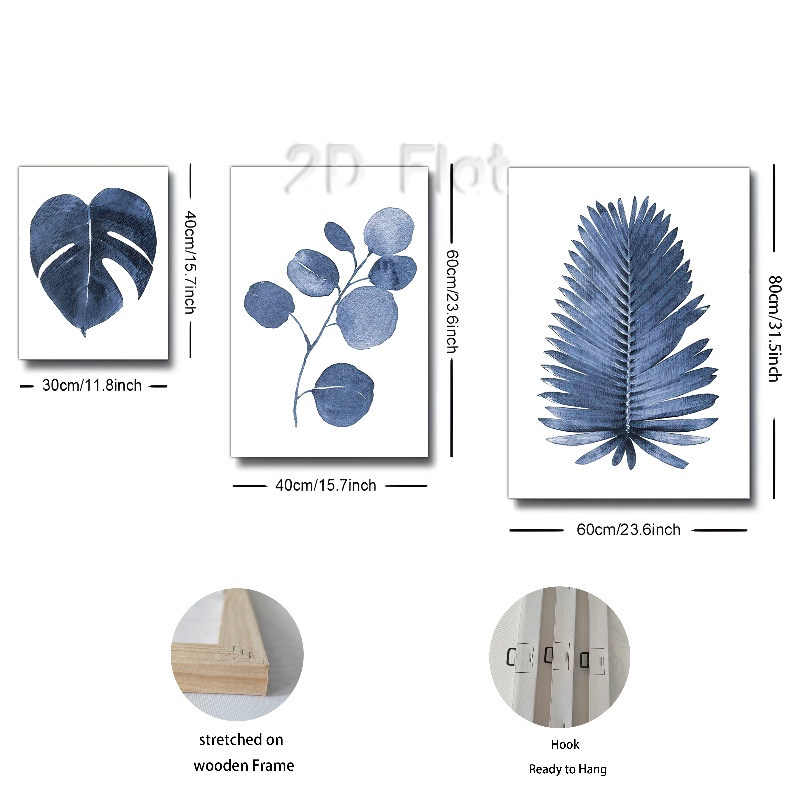 2D Flat
40cm/15.7inch
30cm/11.8inch
60cm/23.6inch
40cm/15.7inch
80cm/31.5inch
60cm/23.6inch
stretched on
wooden Frame
Hook
Ready to Hang